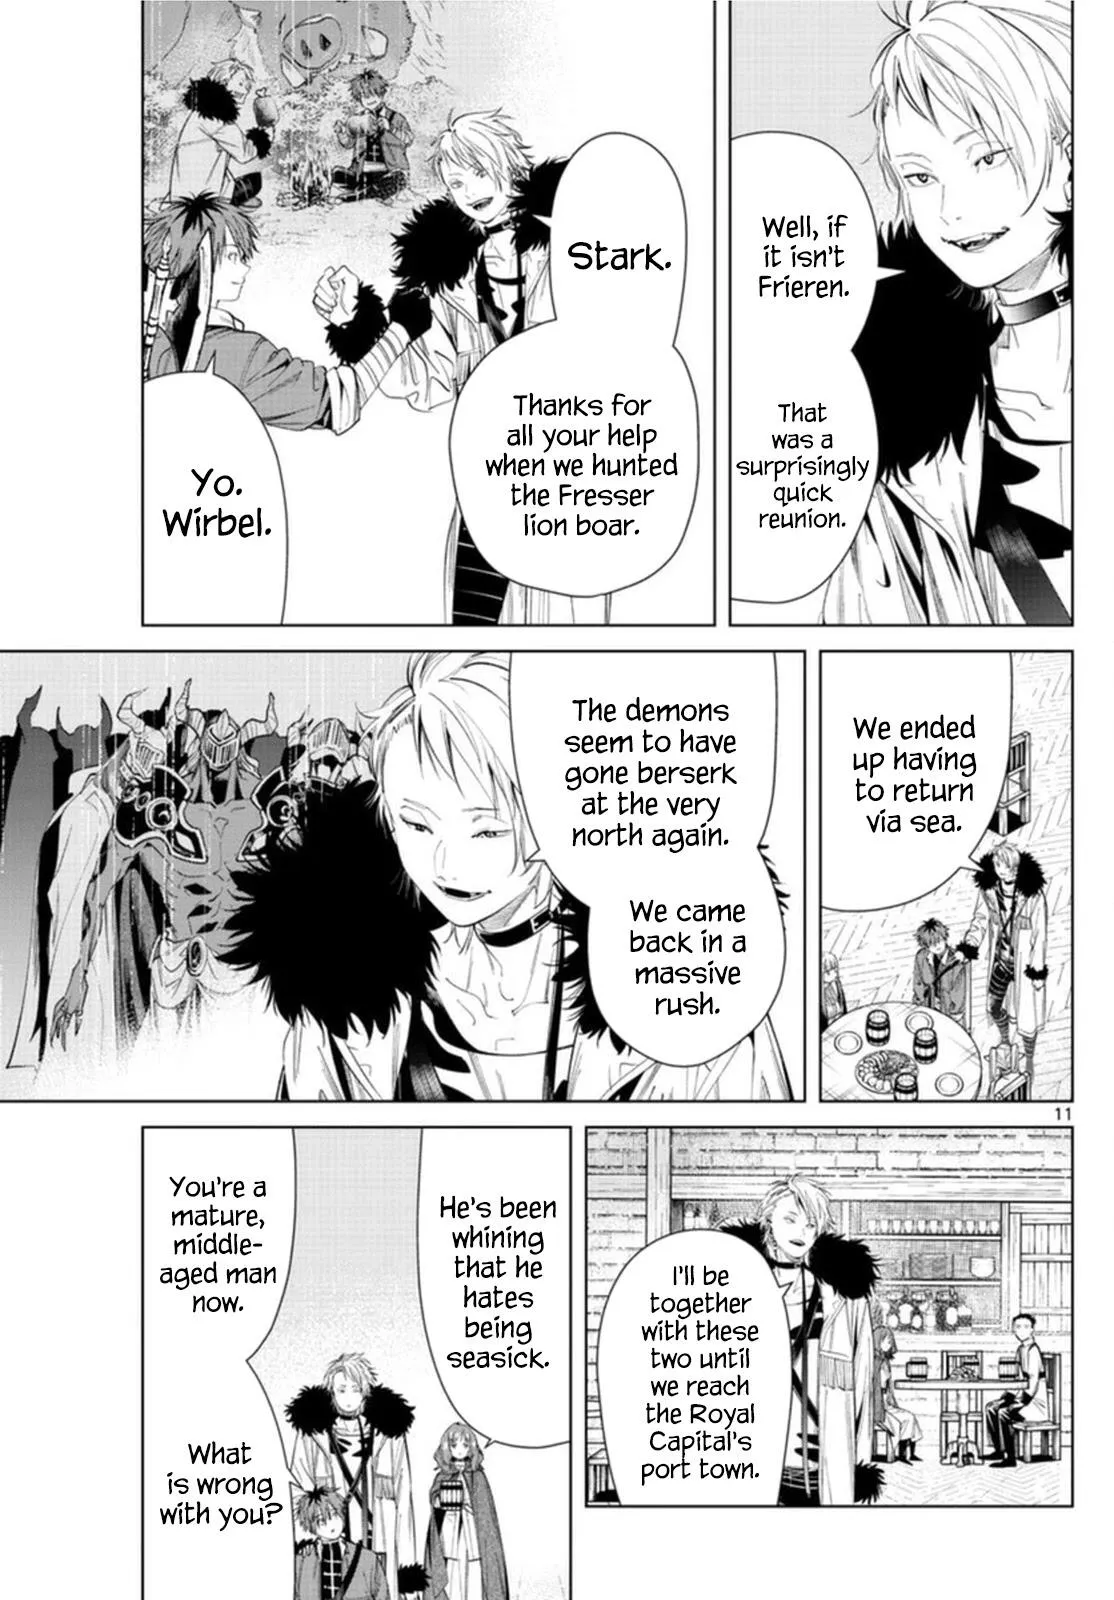 Well, if
it isn't
Frieren.
That
was a
surprisingly
quick
reunion.
Stark.
Thanks for
all your help
when we hunted
the Fresser
lion boar.
Yo.
Wirbel.
We ended
up having
to return
via sea.
The demons
seem to have
gone berserk
at the very
north again.
We came
back in a
massive
rush.
11
I'll be
together
with these
two until
we reach
the Royal
Capital's
port town.
He's been
whining
that he
hates
being
seasick.
You're a
mature,
middle-
aged man
now.
What
is wrong
with you?